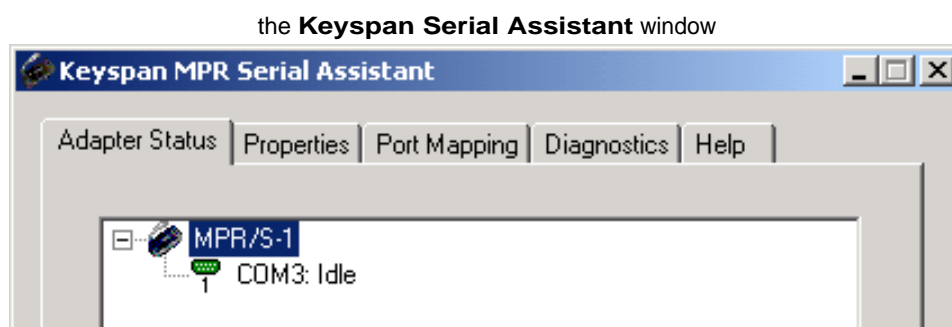 the Keyspan Serial Assistant window
Keyspan MPR Serial Assistant
Adapter Status Properties Port Mapping Diagnostics Help
MPR/S-1
COM3: Idle
1